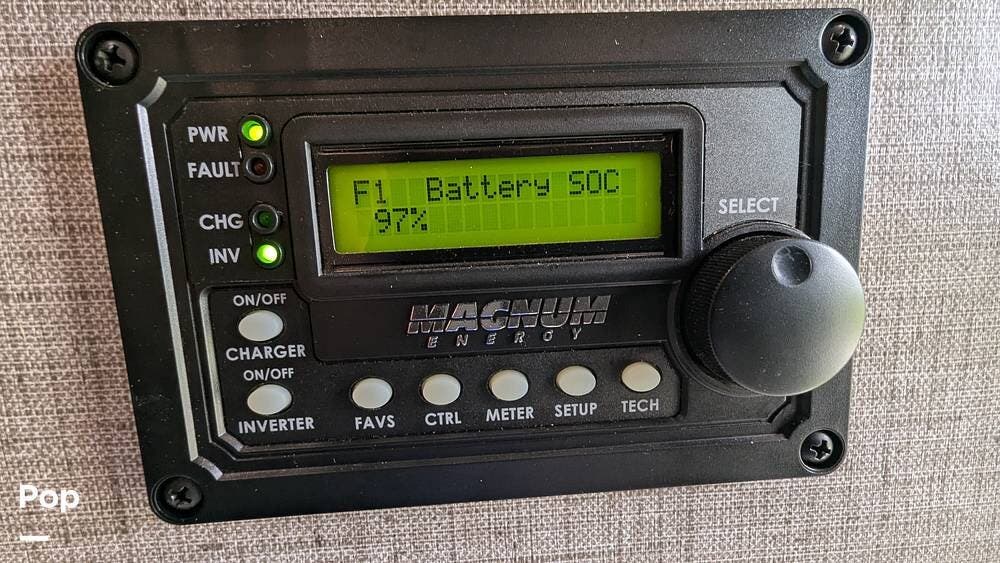 PWR
FAULT
CHG
INV
F1 Battery SOC
97%
SELECT
MAGNUM
ENERGY
ON/OFF
CHARGER
ON/OFF
INVERTER
FAVS
CTRL
METER
SETUP
TECH
Pop